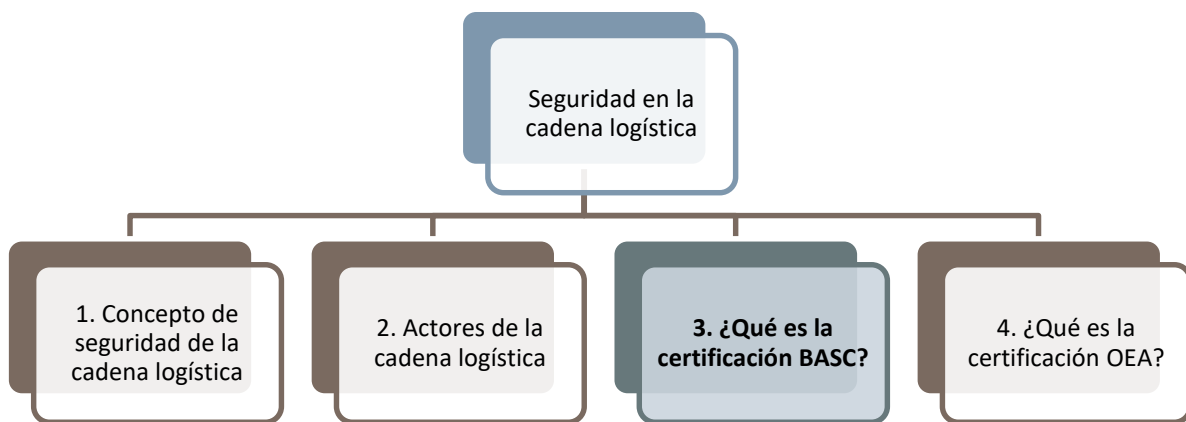 Seguridad en la
cadena logística
1. Concepto de
seguridad de la
cadena logística
2. Actores de la
cadena logística
3. ¿Qué es la
certificación BASC?
4. ¿Qué es la
certificación OEA?